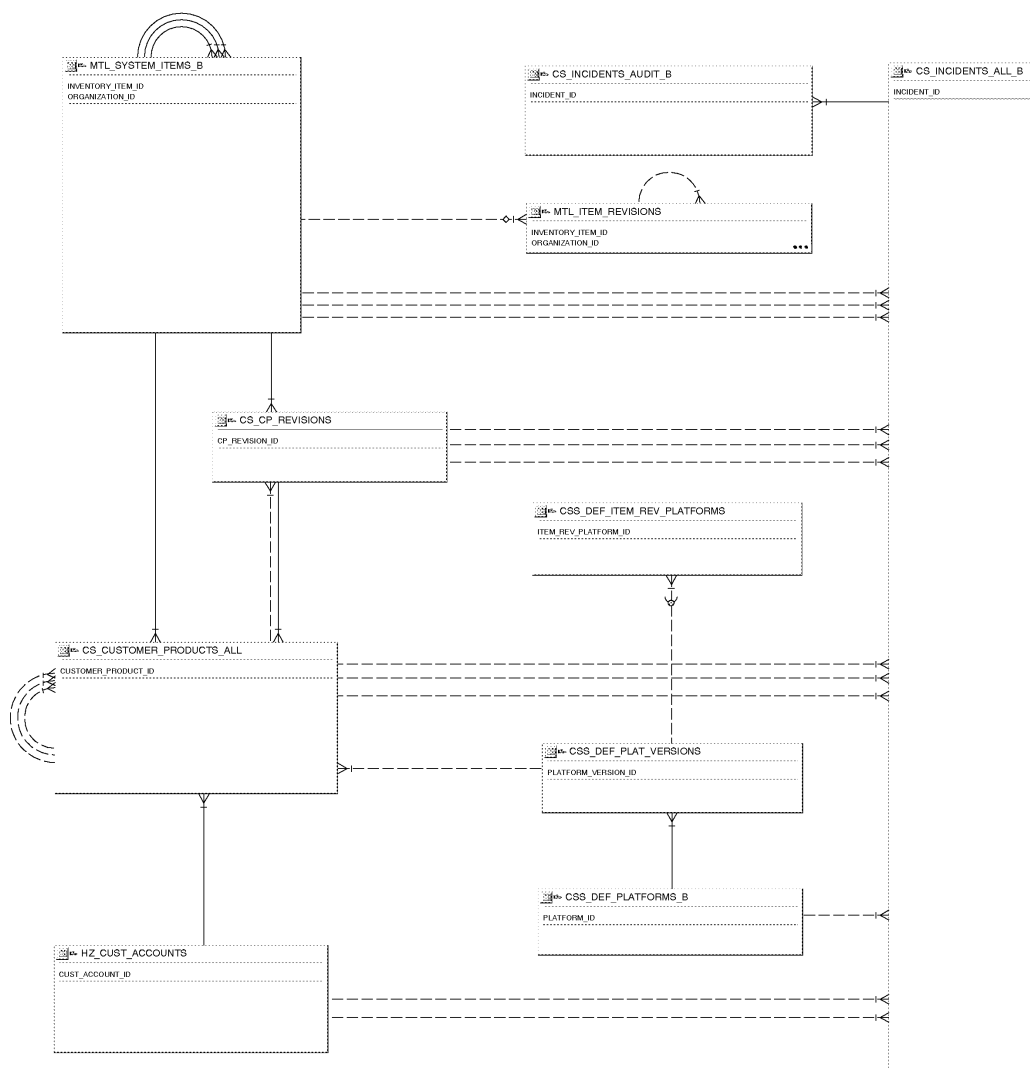 MTL_SYSTEM_ITEMS_B
INVENTORY_ITEM_ID
ORGANIZATION_ID
CS_INCIDENTS_AUDIT_B
INCIDENT_ID
CS_INCIDENTS_ALL_B
INCIDENT_ID
MTL_ITEM_REVISIONS
INVENTORY_ITEM_ID
ORGANIZATION_ID
•••
CS_CP_REVISIONS
CP_REVISION_ID
CSS_DEF_ITEM_REV_PLATFORMS
ITEM_REV_PLATFORM_ID
CS_CUSTOMER_PRODUCTS_ALL
CUSTOMER_PRODUCT_ID
CSS_DEF_PLAT_VERSIONS
PLATFORM_VERSION_ID
CSS_DEF_PLATFORMS_B
PLATFORM_ID
HZ_CUST_ACCOUNTS
CUST_ACCOUNT_ID